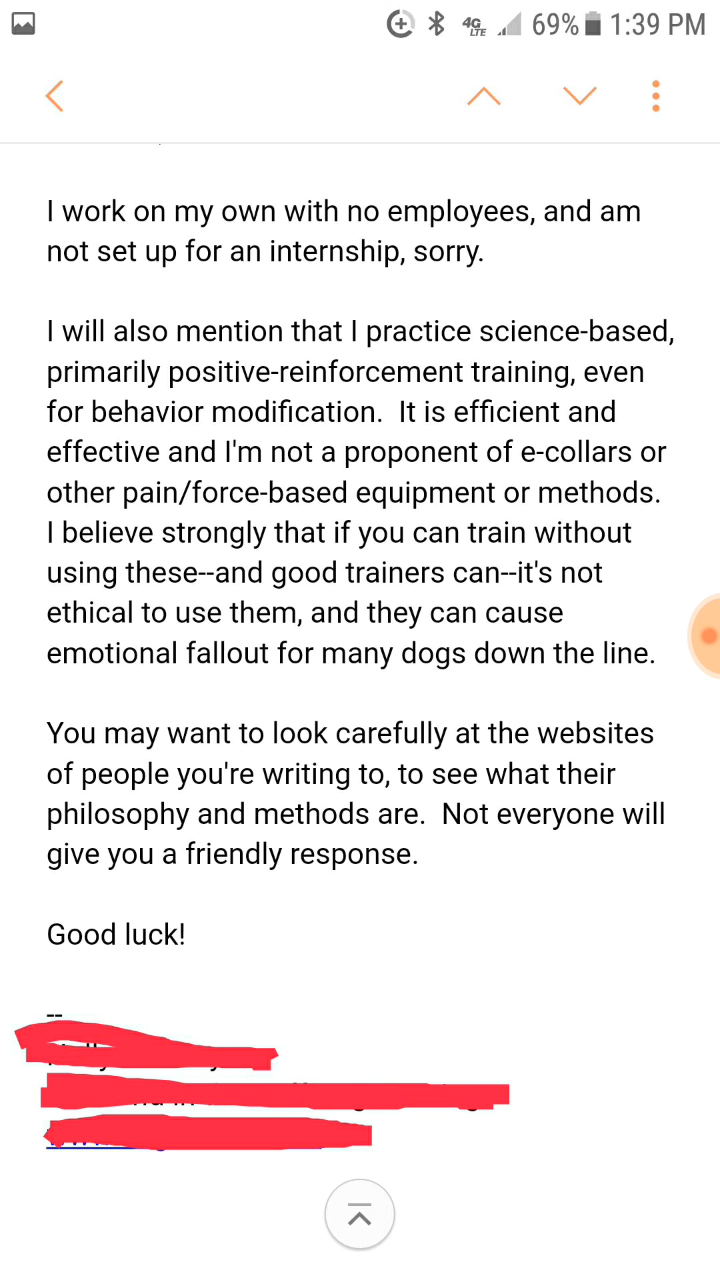 4G LTE 69% 1:39 PM
I work on my own with no employees, and am
not set up for an internship, sorry.
I will also mention that I practice science-based,
primarily positive-reinforcement training, even
for behavior modification.  It is efficient and
effective and I'm not a proponent of e-collars or
other pain/force-based equipment or methods.
I believe strongly that if you can train without
using these--and good trainers can--it's not
ethical to use them, and they can cause
emotional fallout for many dogs down the line.
You may want to look carefully at the websites
of people you're writing to, to see what their
philosophy and methods are.  Not everyone will
give you a friendly response.
Good luck!
--